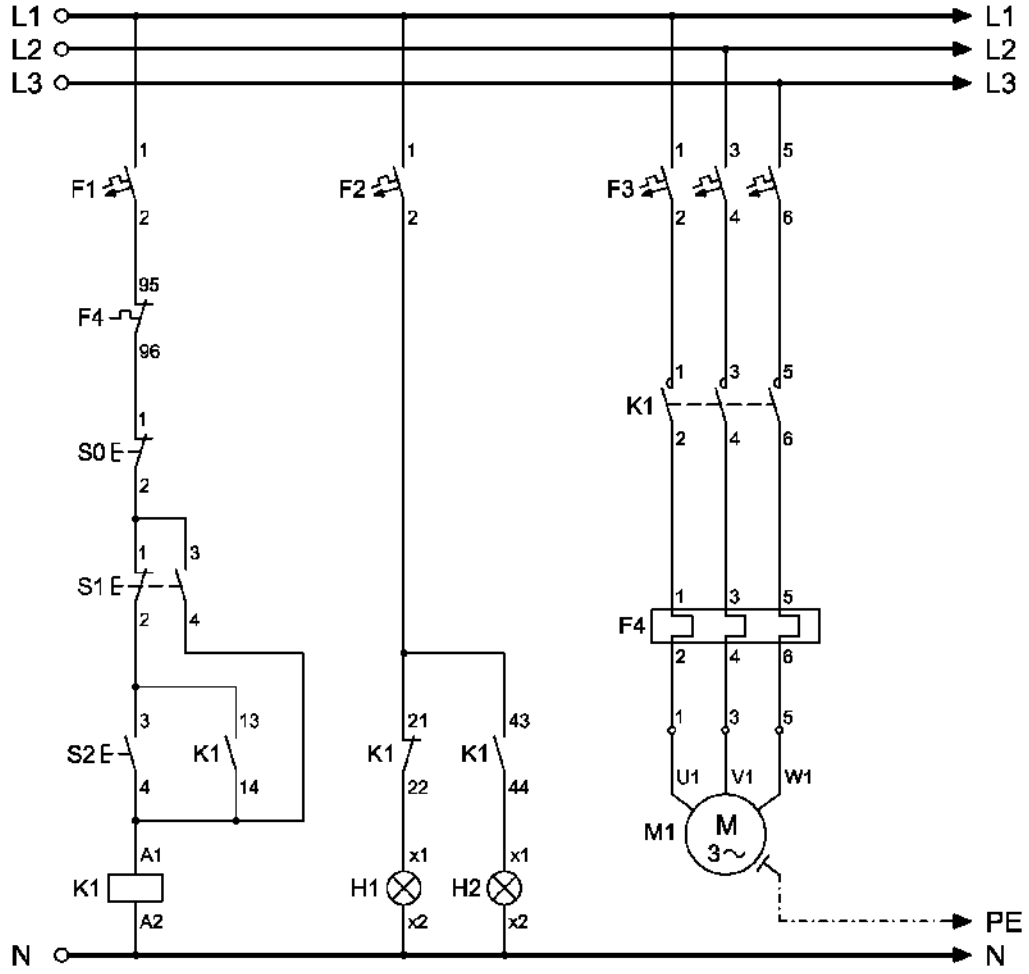 L1 L1
L2 L2
L3 L3
1 1 1 3 5
F1 F2 F3
2 2 2 4 6
95
F4
96
1 3 5
K1
1 2 4 6
S0
2
1 3
S1
1 3 5
2 4 F4
2 4 6
3 13 21 43 1 3 5
S2 K1 K1 K1
4 14 22 44 U1 V1 W1
M1 M
3~
A1 x1 x1
K1 H1 H2
A2 x2 x2
PE
N N